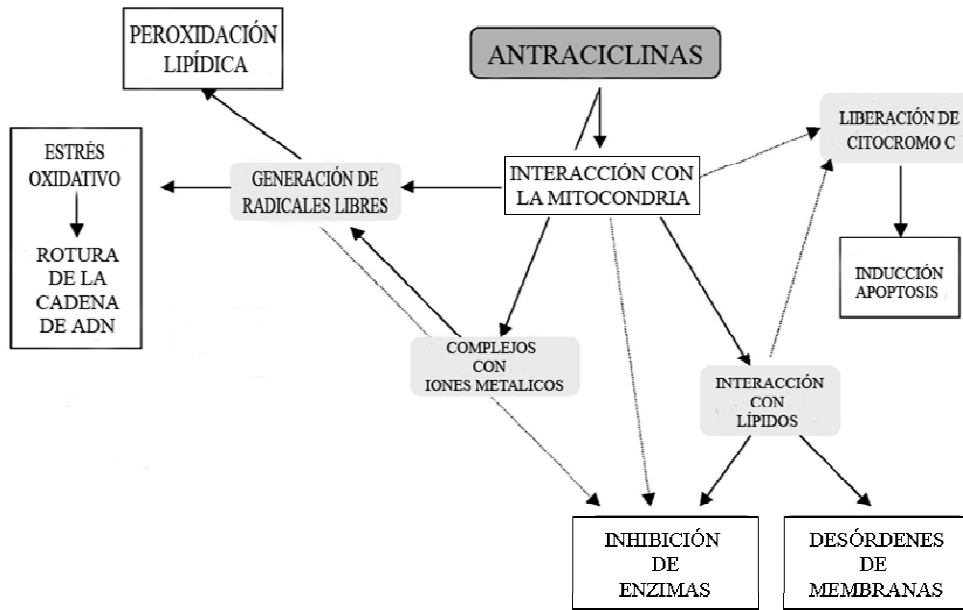 PEROXIDACIÓN
LIPÍDICA
ANTRACICLINAS
LIBERACIÓN DE
CITOCROMO C
ESTRÉS
OXIDATIVO
ROTURA
DE LA
CADENA
DE ADN
GENERACIÓN DE
RADICALES LIBRES
INTERACCIÓN CON
LA MITOCONDRIA
INDUCCIÓN
APOPTOSIS
COMPLEJOS
CON
IONES METALICOS
INTERACCIÓN
CON
LÍPIDOS
INHIBICIÓN
DE
ENZIMAS
DESÓRDENES
DE
MEMBRANAS